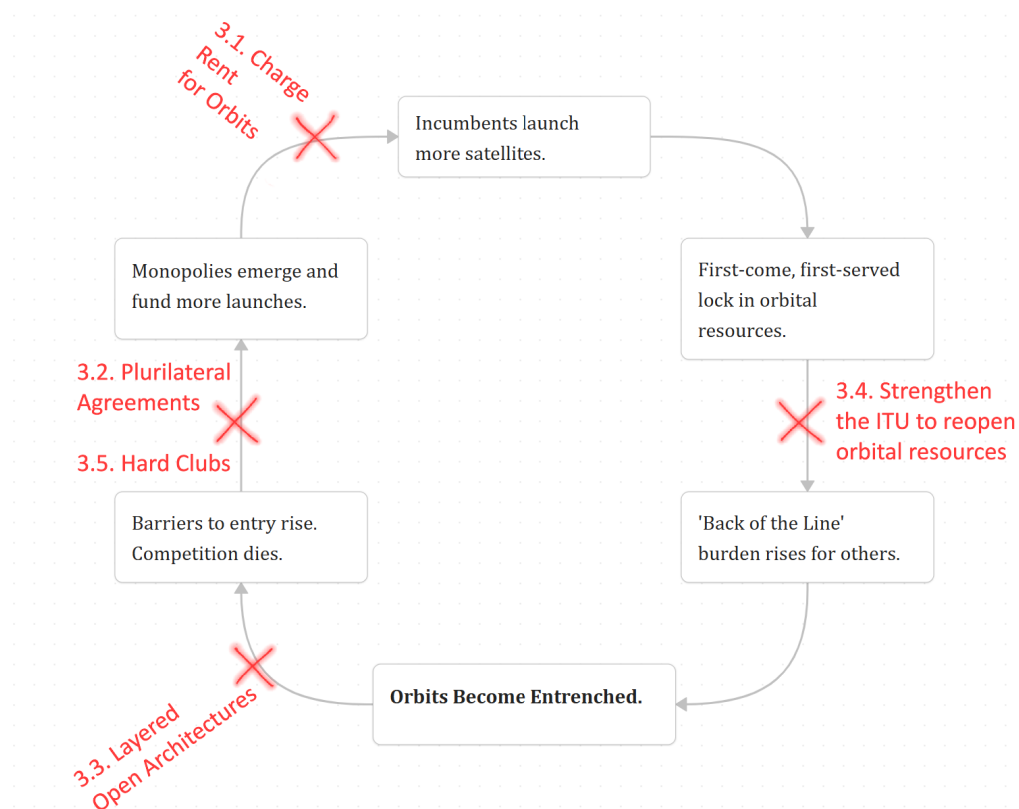 3.1. Charge
Rent
for Orbits
Incumbents launch
more satellites.
Monopolies emerge and
fund more launches.
First-come, first-served
lock in orbital
resources.
3.2. Plurilateral
Agreements
3.5. Hard Clubs
3.4. Strengthen
the ITU to reopen
orbital resources
Barriers to entry rise.
Competition dies.
'Back of the Line'
burden rises for others.
Orbits Become Entrenched.
3.3. Layered
Open Architectures